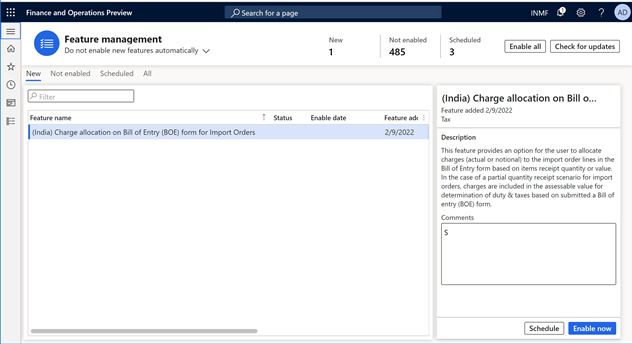 Finance and Operations Preview
Search for a page
INMF
1
?
AD
Feature management
Do not enable new features automatically
New
1
Not enabled
485
Scheduled
3
Enable all
Check for updates
New
Not enabled
Scheduled
All
Filter
Feature name
Status
Enable date
Feature add
(India) Charge allocation on Bill of Entry (BOE) form for Import Orders
2/9/2022
(India) Charge allocation on Bill o...
Feature added 2/9/2022
Tax
Description
This feature provides an option for the user to allocate
charges (actual or notional) to the import order lines in the
Bill of Entry form based on items receipt quantity or value.
In the case of a partial quantity receipt scenario for import
orders, charges are included in the assessable value for
determination of duty & taxes based on submitted a Bill of
entry (BOE) form.
Comments
S
Schedule
Enable now